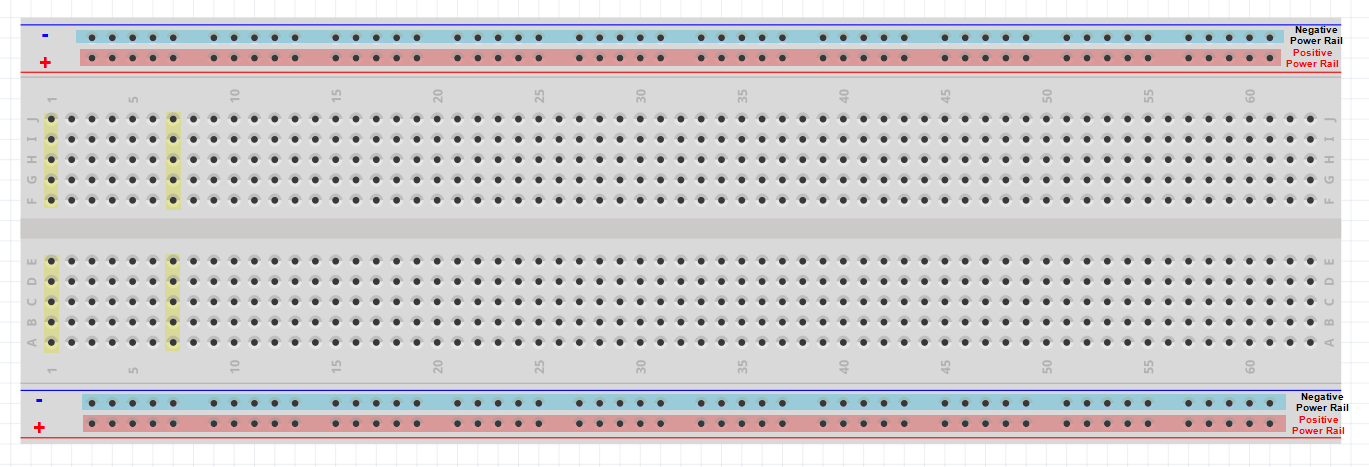 - Negative
Power Rail
+ Positive
Power Rail
1 5 10 15 20 25 30 35 40 45 50 55 60
J J
I I
H H
G G
F F
E E
D D
C C
B B
A A
1 5 10 15 20 25 30 35 40 45 50 55 60
- Negative
Power Rail
+ Positive
Power Rail